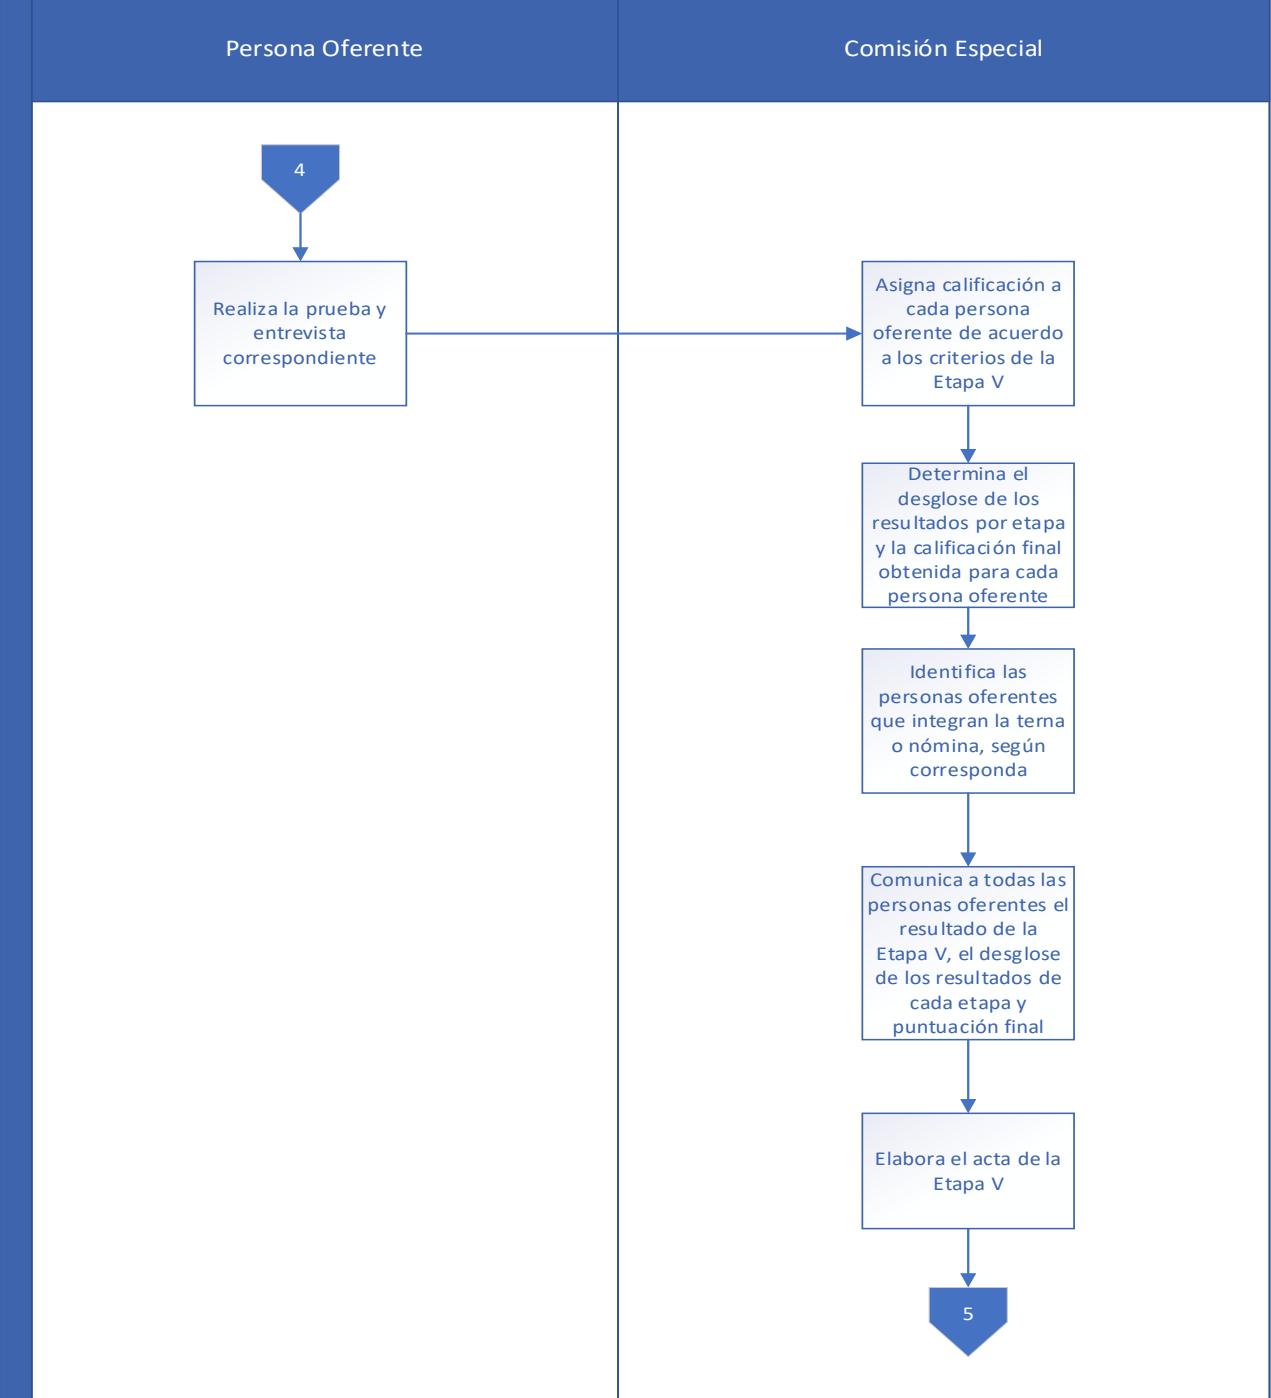 Persona Oferente
Comisión Especial
4
Realiza la prueba y
entrevista
correspondiente
Asigna calificación a
cada persona
oferente de acuerdo
a los criterios de la
Etapa V
Determina el
desglose de los
resultados por etapa
y la calificación final
obtenida para cada
persona oferente
Identifica las
personas oferentes
que integran la terna
o nómina, según
corresponda
Comunica a todas las
personas oferentes el
resultado de la
Etapa V, el desglose
de los resultados de
cada etapa y
puntuación final
Elabora el acta de la
Etapa V
5